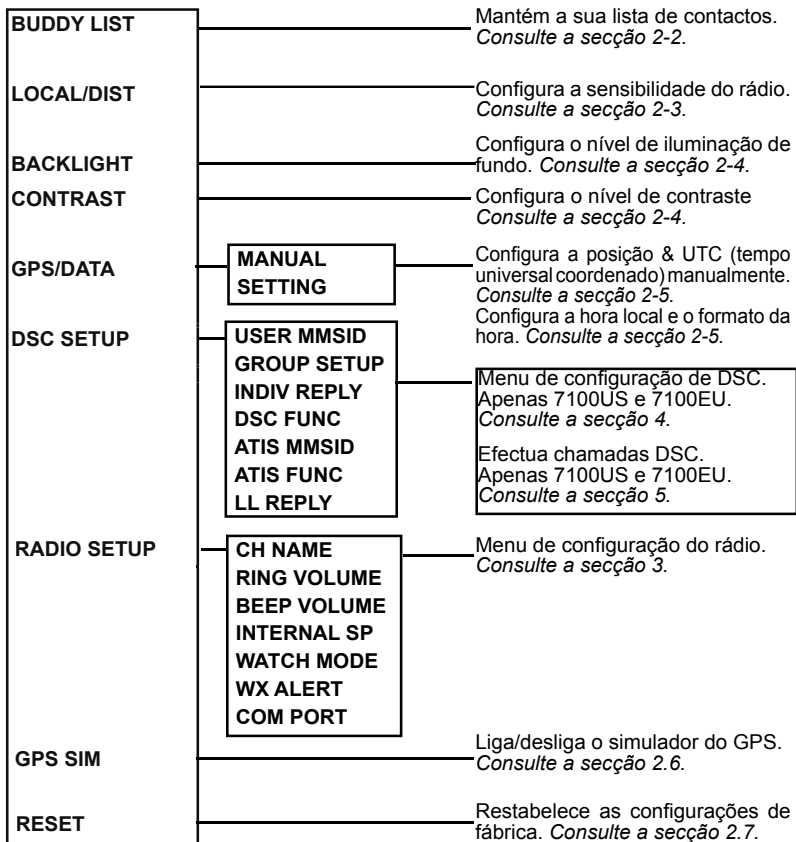 BUDDY LIST
Mantém a sua lista de contactos.
Consulte a secção 2-2.
LOCAL/DIST
Configura a sensibilidade do rádio.
Consulte a secção 2-3.
BACKLIGHT
Configura o nível de iluminação de
fundo. Consulte a secção 2-4.
CONTRAST
Configura o nível de contraste
Consulte a secção 2-4.
GPS/DATA
MANUAL
SETTING
Configura a posição & UTC (tempo
universal coordenado) manualmente.
Consulte a secção 2-5.
Configura a hora local e o formato da
hora. Consulte a secção 2-5.
DSC SETUP
USER MMSID
GROUP SETUP
INDIV REPLY
DSC FUNC
ATIS MMSID
ATIS FUNC
LL REPLY
Menu de configuração de DSC.
Apenas 7100US e 7100EU.
Consulte a secção 4.
Efectua chamadas DSC.
Apenas 7100US e 7100EU.
Consulte a secção 5.
RADIO SETUP
CH NAME
RING VOLUME
BEEP VOLUME
INTERNAL SP
WATCH MODE
WX ALERT
COM PORT
Menu de configuração do rádio.
Consulte a secção 3.
GPS SIM
Liga/desliga o simulador do GPS.
Consulte a secção 2.6.
RESET
Restabelece as configurações de
fábrica. Consulte a secção 2.7.